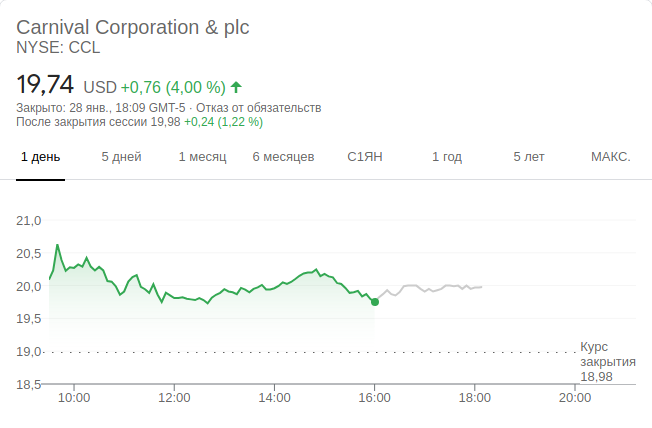 Carnival Corporation & plc
NYSE: CCL
19,74 USD +0,76 (4,00 %)
Закрыто: 28 янв., 18:09 GMT-5 · Отказ от обязательств
После закрытия сессии 19,98 +0,24 (1,22 %)
1 день 5 дней 1 месяц 6 месяцев С1ЯН 1 год 5 лет МАКС.
21,0
20,5
20,0
19,5
19,0
18,5
Курс
закрытия
18,98
10:00 12:00 14:00 16:00 18:00 20:00